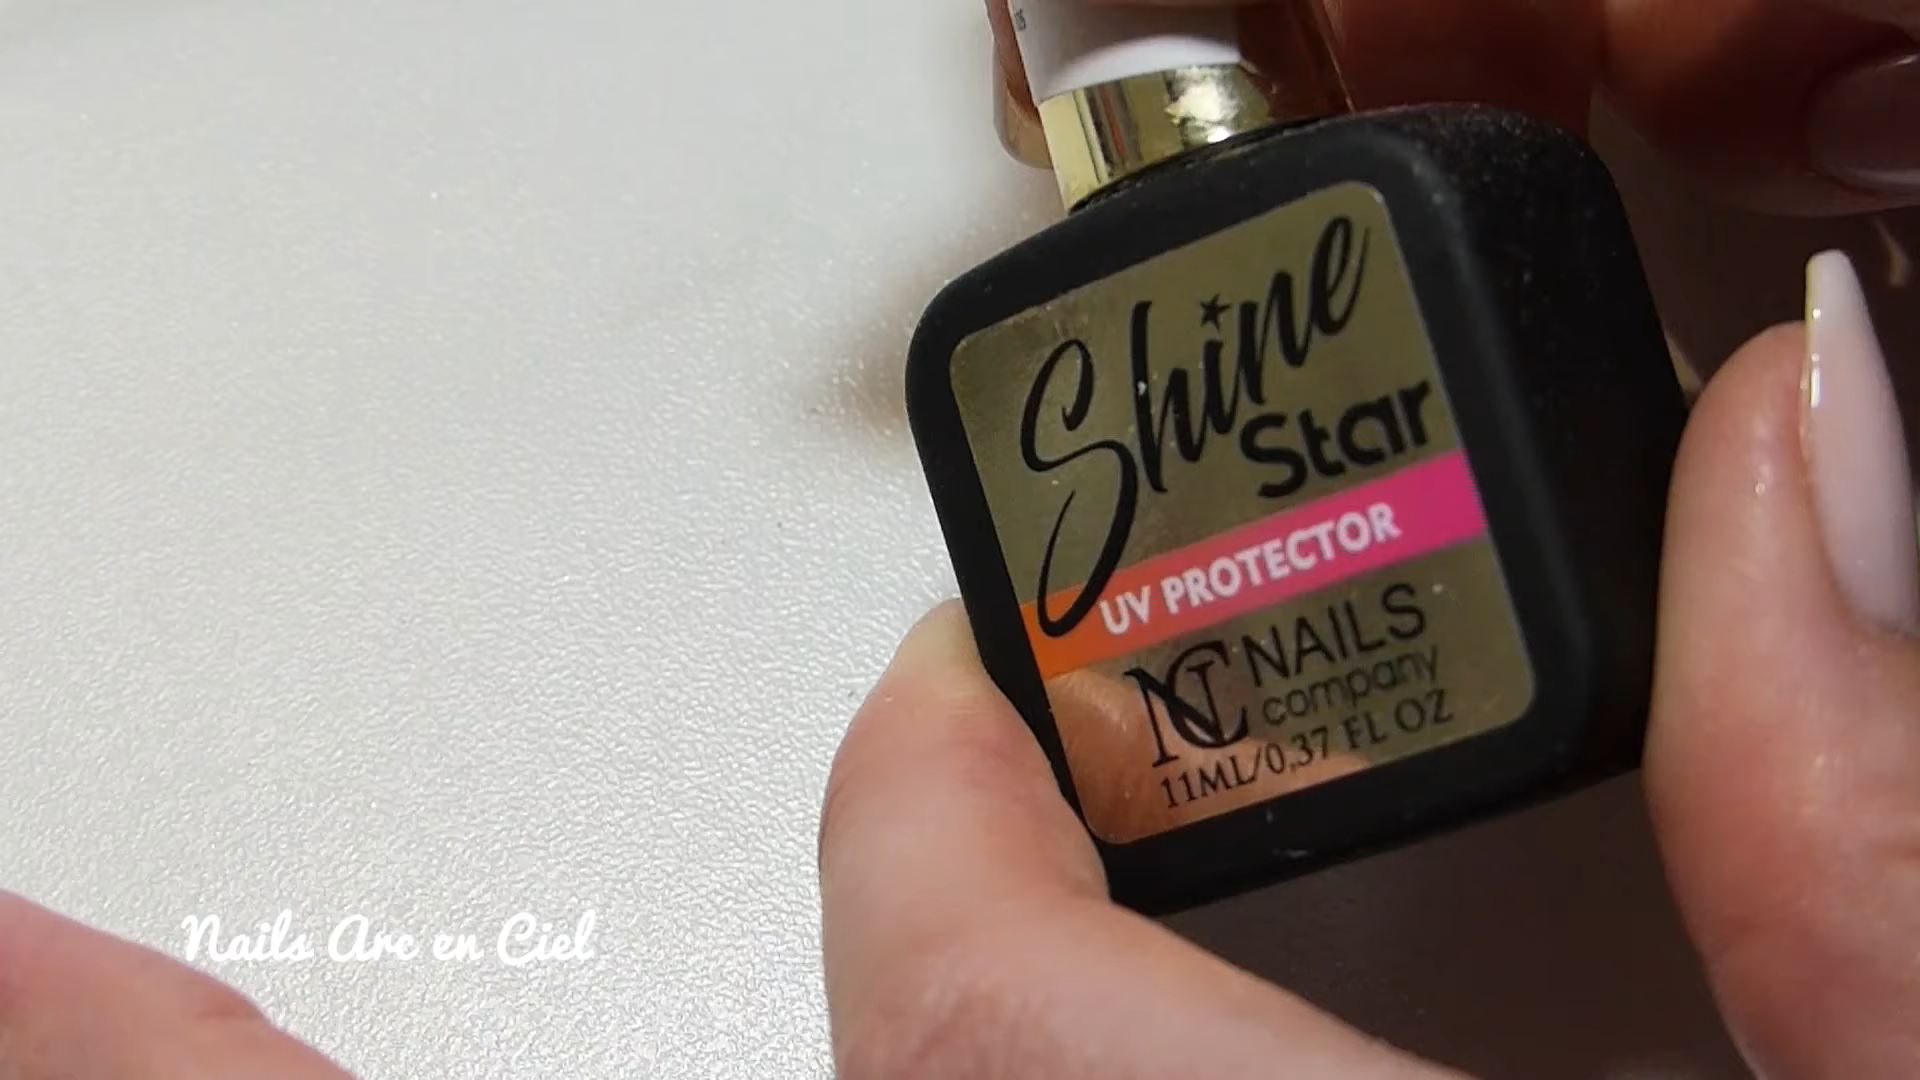 Shine
Star
UV PROTECTOR
NC NAILS
company
11ML/0,37 FL OZ
Nails Arc en Ciel